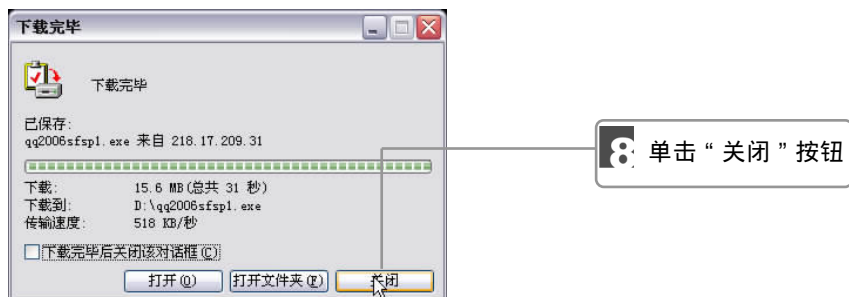 下载完毕
下载完毕
已保存:
qq2006sfsp1.exe 来自 218.17.209.31
下载: 15.6 MB(总共 31 秒)
下载到: D:\qq2006sfsp1.exe
传输速度: 518 KB/秒
下载完毕后关闭该对话框(C)
打开(O) 打开文件夹(F) 关闭
8 单击“关闭”按钮